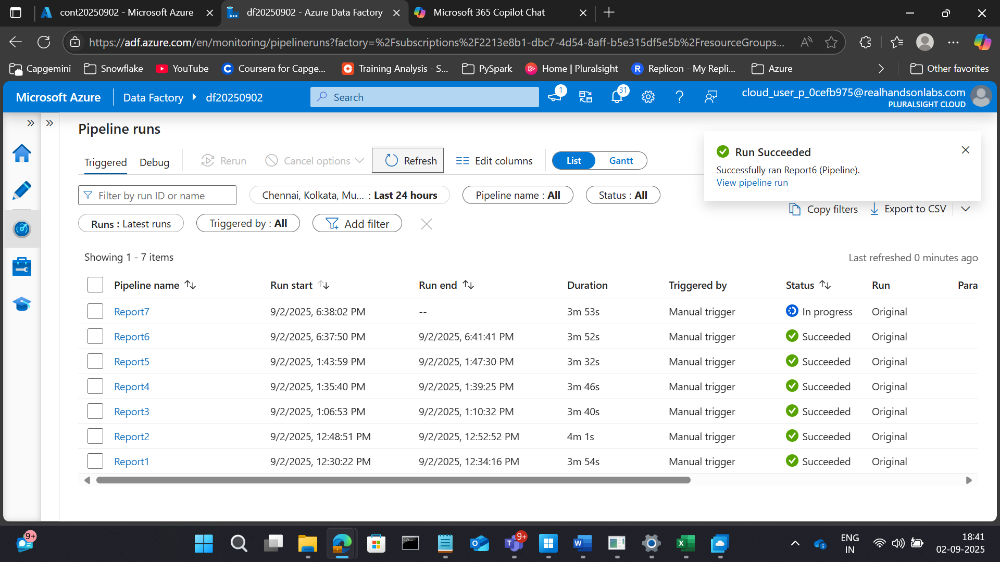 cont20250902 - Microsoft Azure
df20250902 - Azure Data Factory
Microsoft 365 Copilot Chat
https://adf.azure.com/en/monitoring/pipelineruns?factory=%2Fsubscriptions%2F2213e8b1-dbc7-4d54-8aff-b5e315df5e5b%2FresourceGroups...
Capgemini
Snowflake
YouTube
Coursera for Capge...
Training Analysis - S...
PySpark
Home | Pluralsight
Replicon - My Repli...
Azure
Other favorites
Microsoft Azure
Data Factory
df20250902
Search
1
31
cloud_user_p_0cefb975@realhandsonlabs.com
PLURALSIGHT CLOUD
Pipeline runs
Triggered
Debug
Rerun
Cancel options
Refresh
Edit columns
List
Gantt
Run Succeeded
Successfully ran Report6 (Pipeline).
View pipeline run
Filter by run ID or name
Chennai, Kolkata, Mu... : Last 24 hours
Pipeline name : All
Status : All
Copy filters
Export to CSV
Runs : Latest runs
Triggered by : All
Add filter
Showing 1 - 7 items
Last refreshed 0 minutes ago
Pipeline name Run start Run end Duration Triggered by Status Run Para
Report7 9/2/2025, 6:38:02 PM -- 3m 53s Manual trigger In progress Original
Report6 9/2/2025, 6:37:50 PM 9/2/2025, 6:41:41 PM 3m 52s Manual trigger Succeeded Original
Report5 9/2/2025, 1:43:59 PM 9/2/2025, 1:47:30 PM 3m 32s Manual trigger Succeeded Original
Report4 9/2/2025, 1:35:40 PM 9/2/2025, 1:39:25 PM 3m 46s Manual trigger Succeeded Original
Report3 9/2/2025, 1:06:53 PM 9/2/2025, 1:10:32 PM 3m 40s Manual trigger Succeeded Original
Report2 9/2/2025, 12:48:51 PM 9/2/2025, 12:52:52 PM 4m 1s Manual trigger Succeeded Original
Report1 9/2/2025, 12:30:22 PM 9/2/2025, 12:34:16 PM 3m 54s Manual trigger Succeeded Original
9+
9+
ENG
IN
18:41
02-09-2025